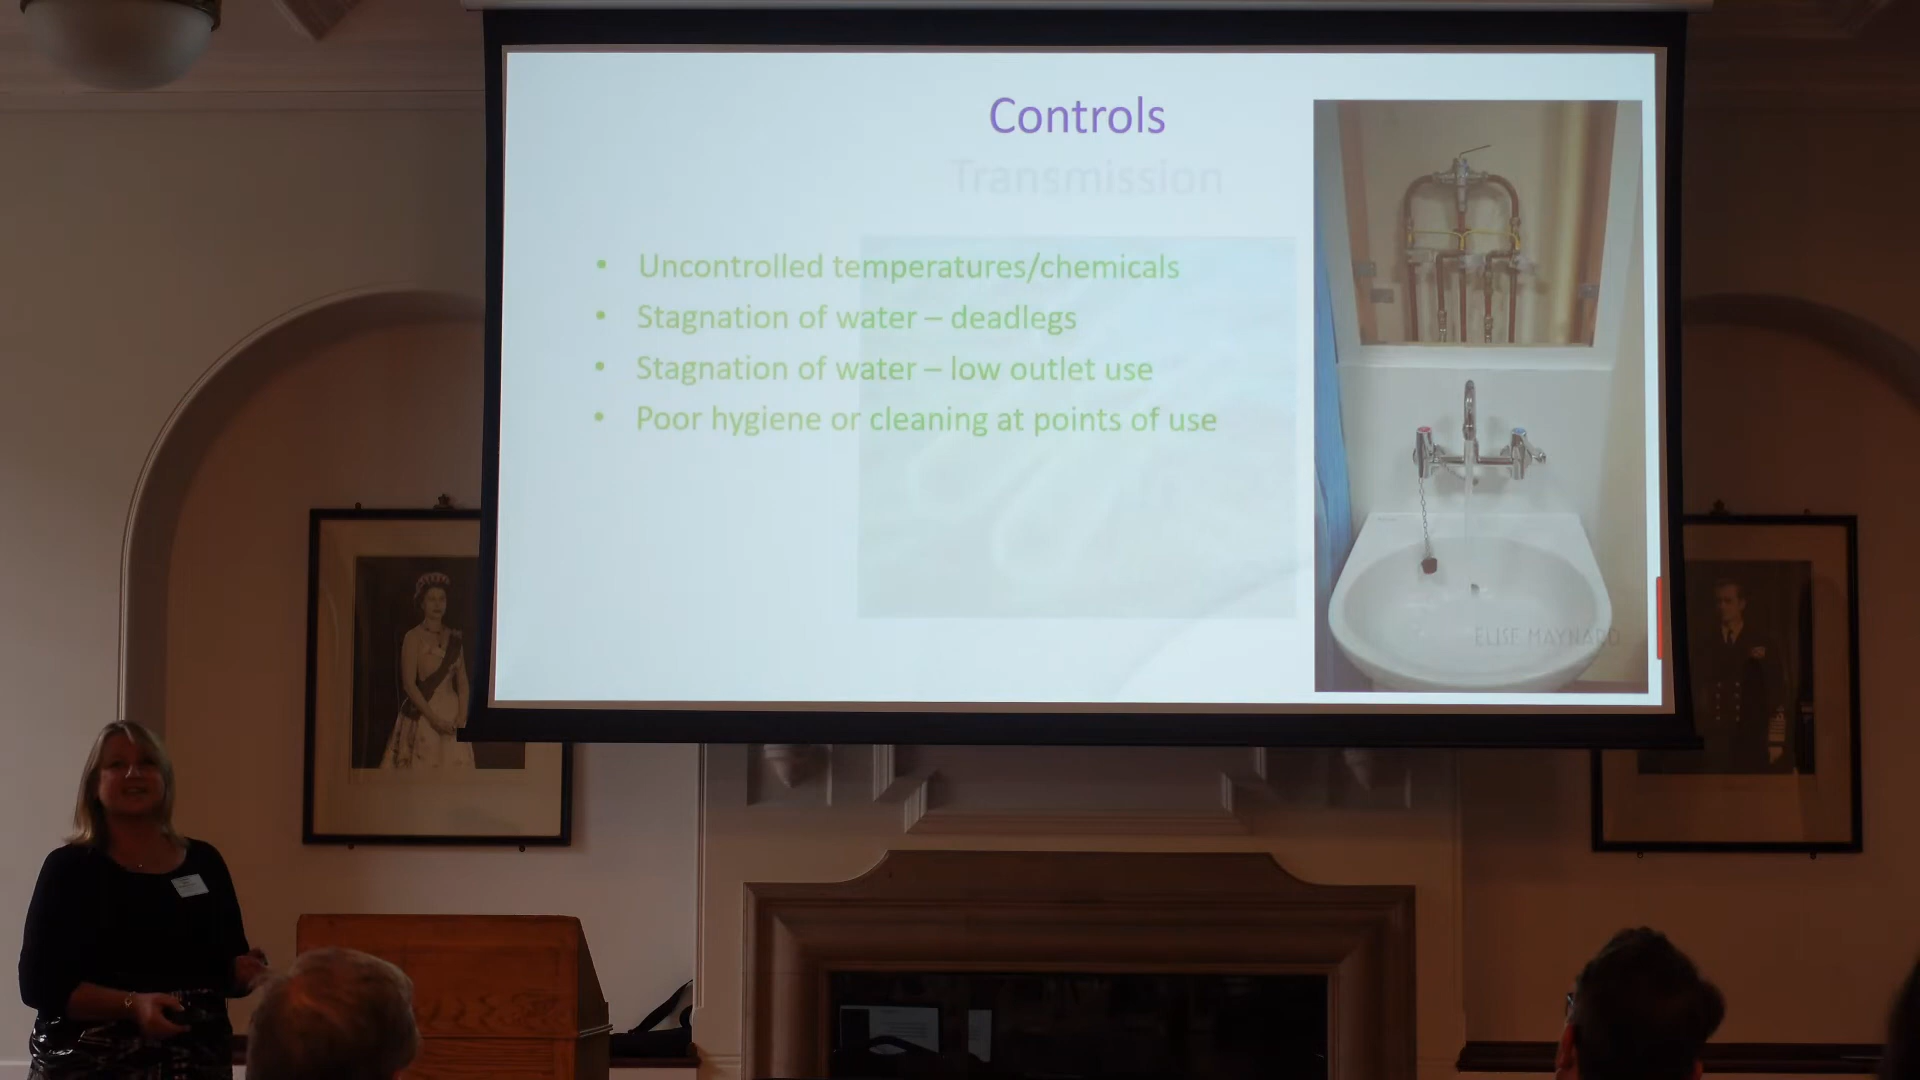 Controls
Transmission
• Uncontrolled temperatures/chemicals
• Stagnation of water – deadlegs
• Stagnation of water – low outlet use
• Poor hygiene or cleaning at points of use
ELISE MAYNARD